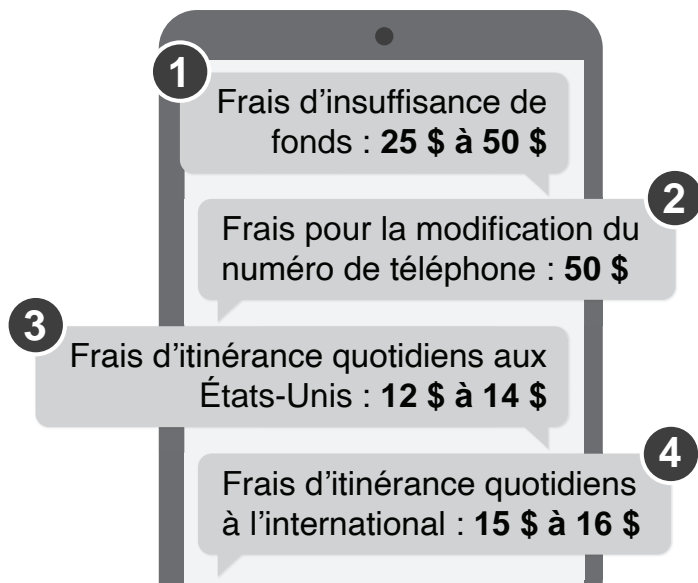 1
Frais d’insuffisance de
fonds : 25 $ à 50 $
2
Frais pour la modification du
numéro de téléphone : 50 $
3
Frais d’itinérance quotidiens aux
États-Unis : 12 $ à 14 $
4
Frais d’itinérance quotidiens
à l’international : 15 $ à 16 $